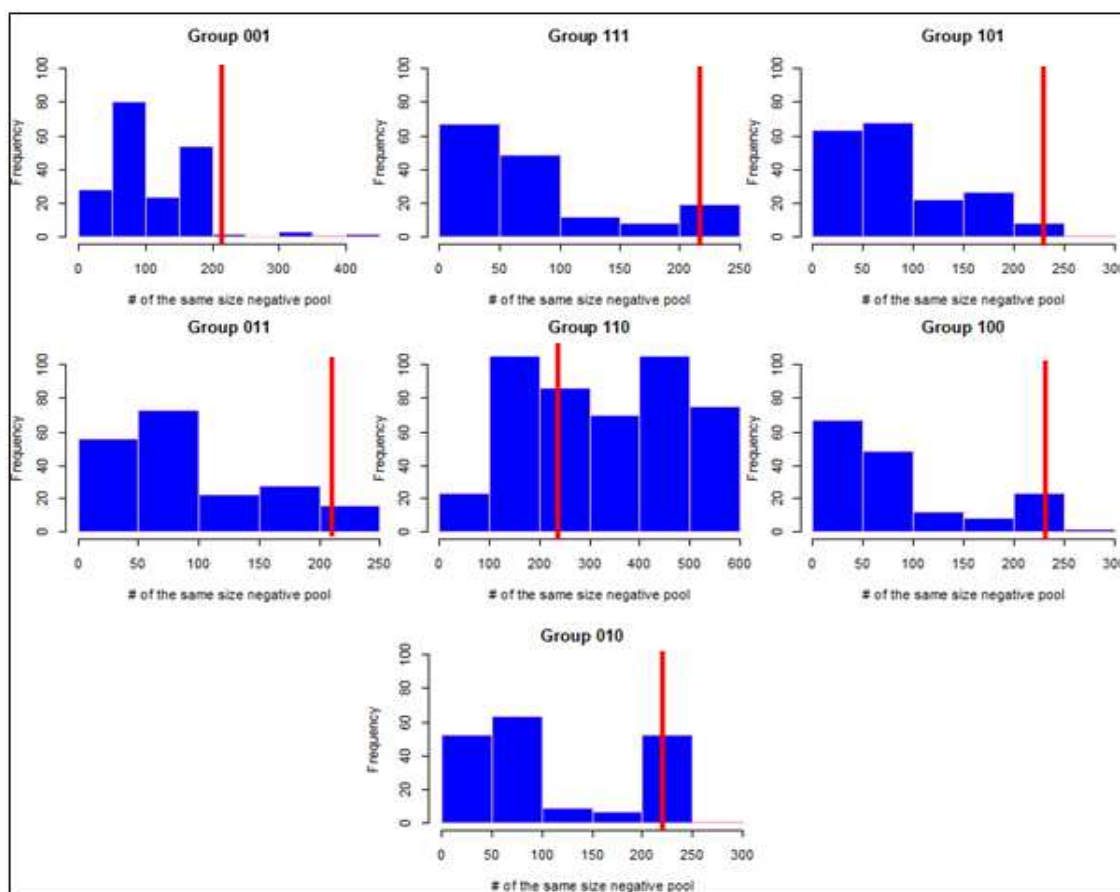 Group 001
Group 111
Group 101
Frequency
0 20 40 60 80 100
0 100 200 300 400
# of the same size negative pool
Frequency
0 20 40 60 80 100
0 50 100 150 200 250
# of the same size negative pool
Frequency
0 20 40 60 80 100
0 50 100 150 200 250 300
# of the same size negative pool
Group 011
Group 110
Group 100
Frequency
0 20 40 60 80 100
0 50 100 150 200 250
# of the same size negative pool
Frequency
0 20 40 60 80 100
0 100 200 300 400 500 600
# of the same size negative pool
Frequency
0 20 40 60 80 100
0 50 100 150 200 250 300
# of the same size negative pool
Group 010
Frequency
0 20 40 60 80 100
0 50 100 150 200 250 300
# of the same size negative pool